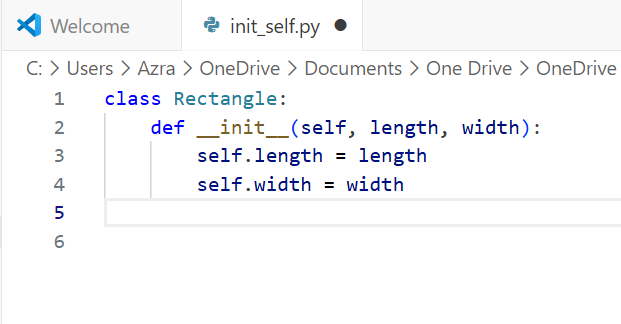 Welcome
init_self.py
C: > Users > Azra > OneDrive > Documents > One Drive > OneDrive
1 class Rectangle:
2     def __init__(self, length, width):
3         self.length = length
4         self.width = width
5
6